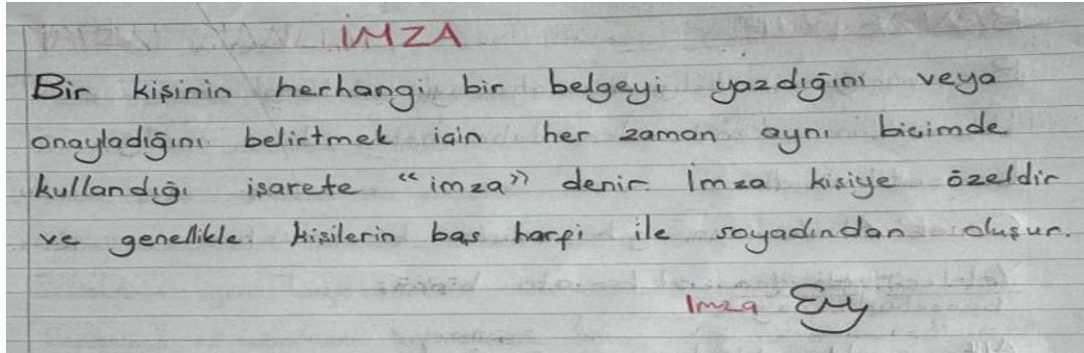 İMZA
Bir kişinin herhangi bir belgeyi yazdığını veya
onayladığını belirtmek için her zaman aynı biçimde
kullandığı işarete “imza” denir. İmza kişiye özeldir
ve genellikle kişilerin baş harfi ile soyadından oluşur.
Imza